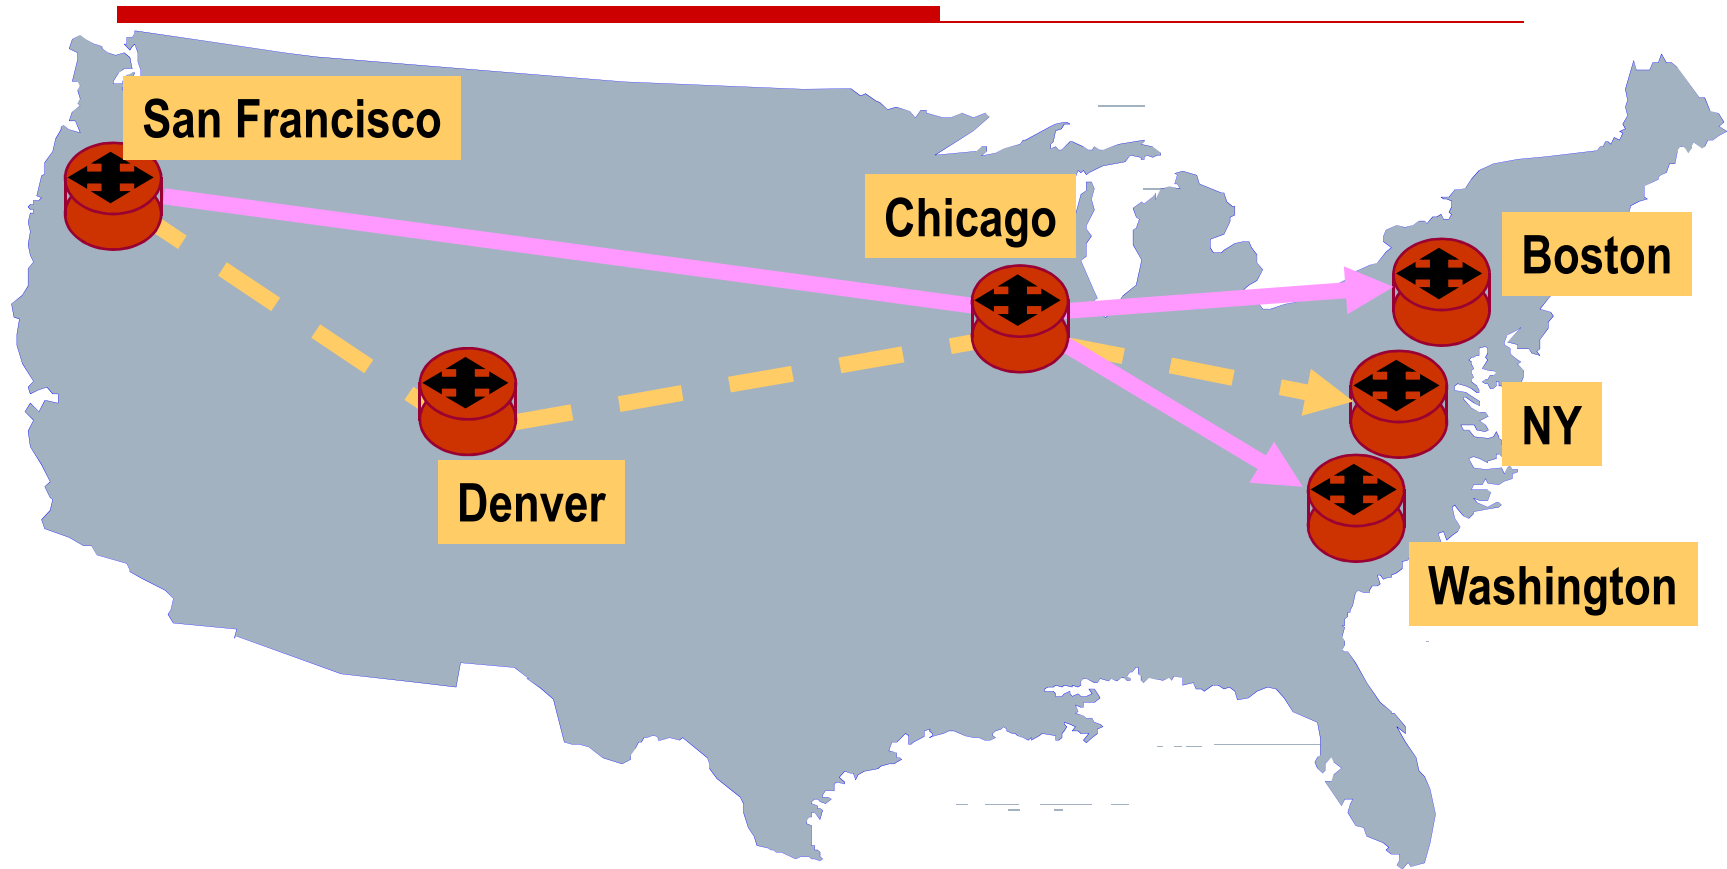 San Francisco
Chicago
Boston
NY
Denver
Washington